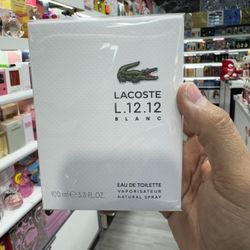 LACOSTE
L.12.12
BLANC
EAU DE TOILETTE
VAPORISATEUR
NATURAL SPRAY
100 ml e 3.3 FL.OZ.